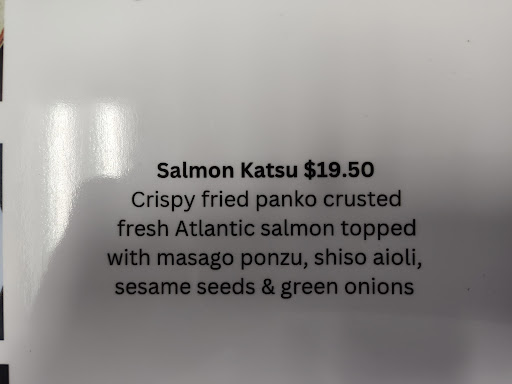 Salmon Katsu $19.50
Crispy fried panko crusted
fresh Atlantic salmon topped
with masago ponzu, shiso aioli,
sesame seeds & green onions